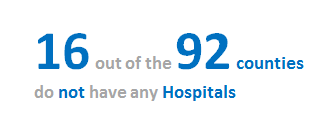 16 out of the 92 counties
do not have any Hospitals